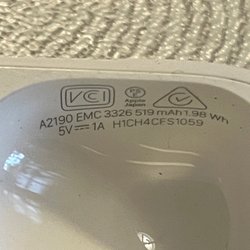 VCI
Apple
Japan
A2190 EMC 3326 519 mAh 1.98 Wh
5V⎓1A H1CH4CFS1059